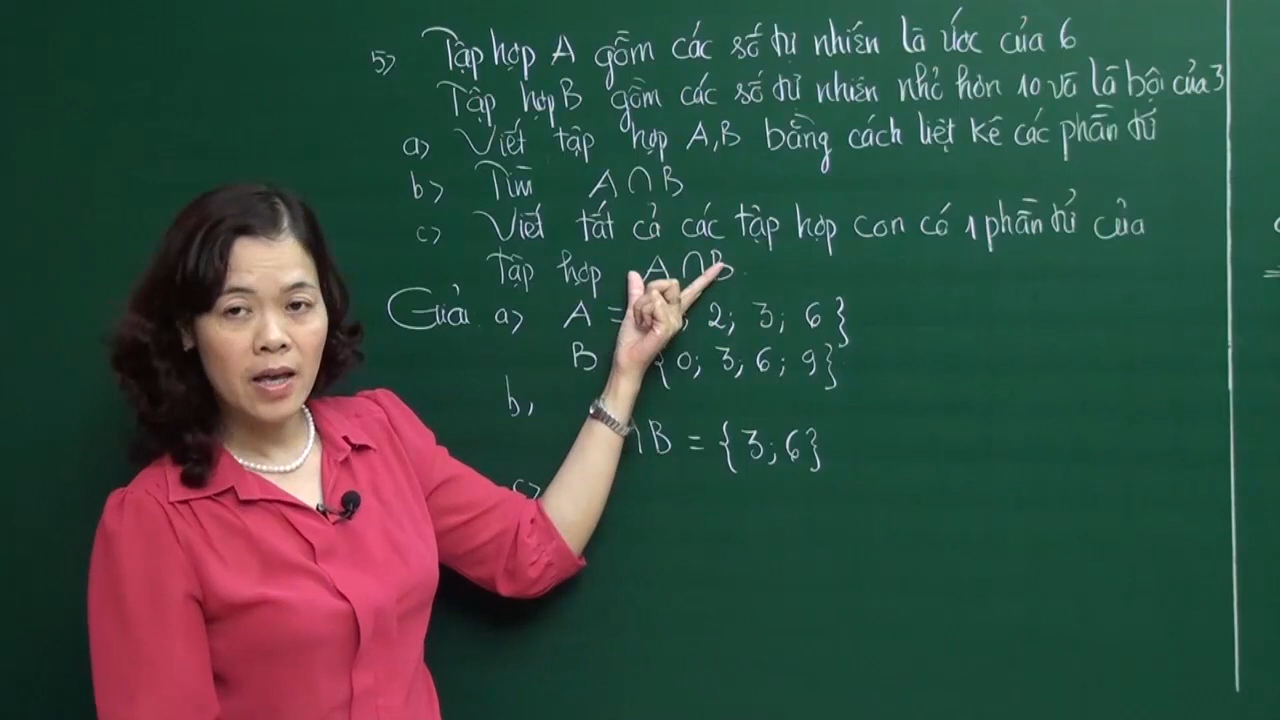 5> Tập hợp A gồm các số tự nhiên là ước của 6
Tập hợp B gồm các số tự nhiên nhỏ hơn 10 và là bội của 3
a> Viết tập hợp A, B bằng cách liệt kê các phần tử
b> Tìm A ∩ B
c> Viết tất cả các tập hợp con có 1 phần tử của
tập hợp A ∩ B.
Giải a> A = ; 2; 3; 6}
B {0; 3; 6; 9}
b,
∩ B = {3; 6}
c>